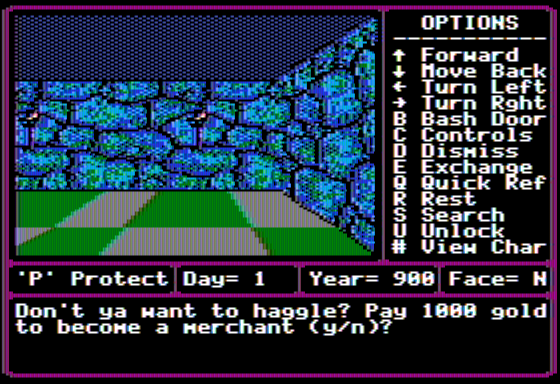 OPTIONS
------------
↑ Forward
↓ Move Back
← Turn Left
→ Turn Rght
B Bash Door
C Controls
D Dismiss
E Exchange
Q Quick Ref
R Rest
S Search
U Unlock
# View Char
'P' Protect Day= 1 Year= 900 Face= N
Don't ya want to haggle? Pay 1000 gold
to become a merchant (y/n)?